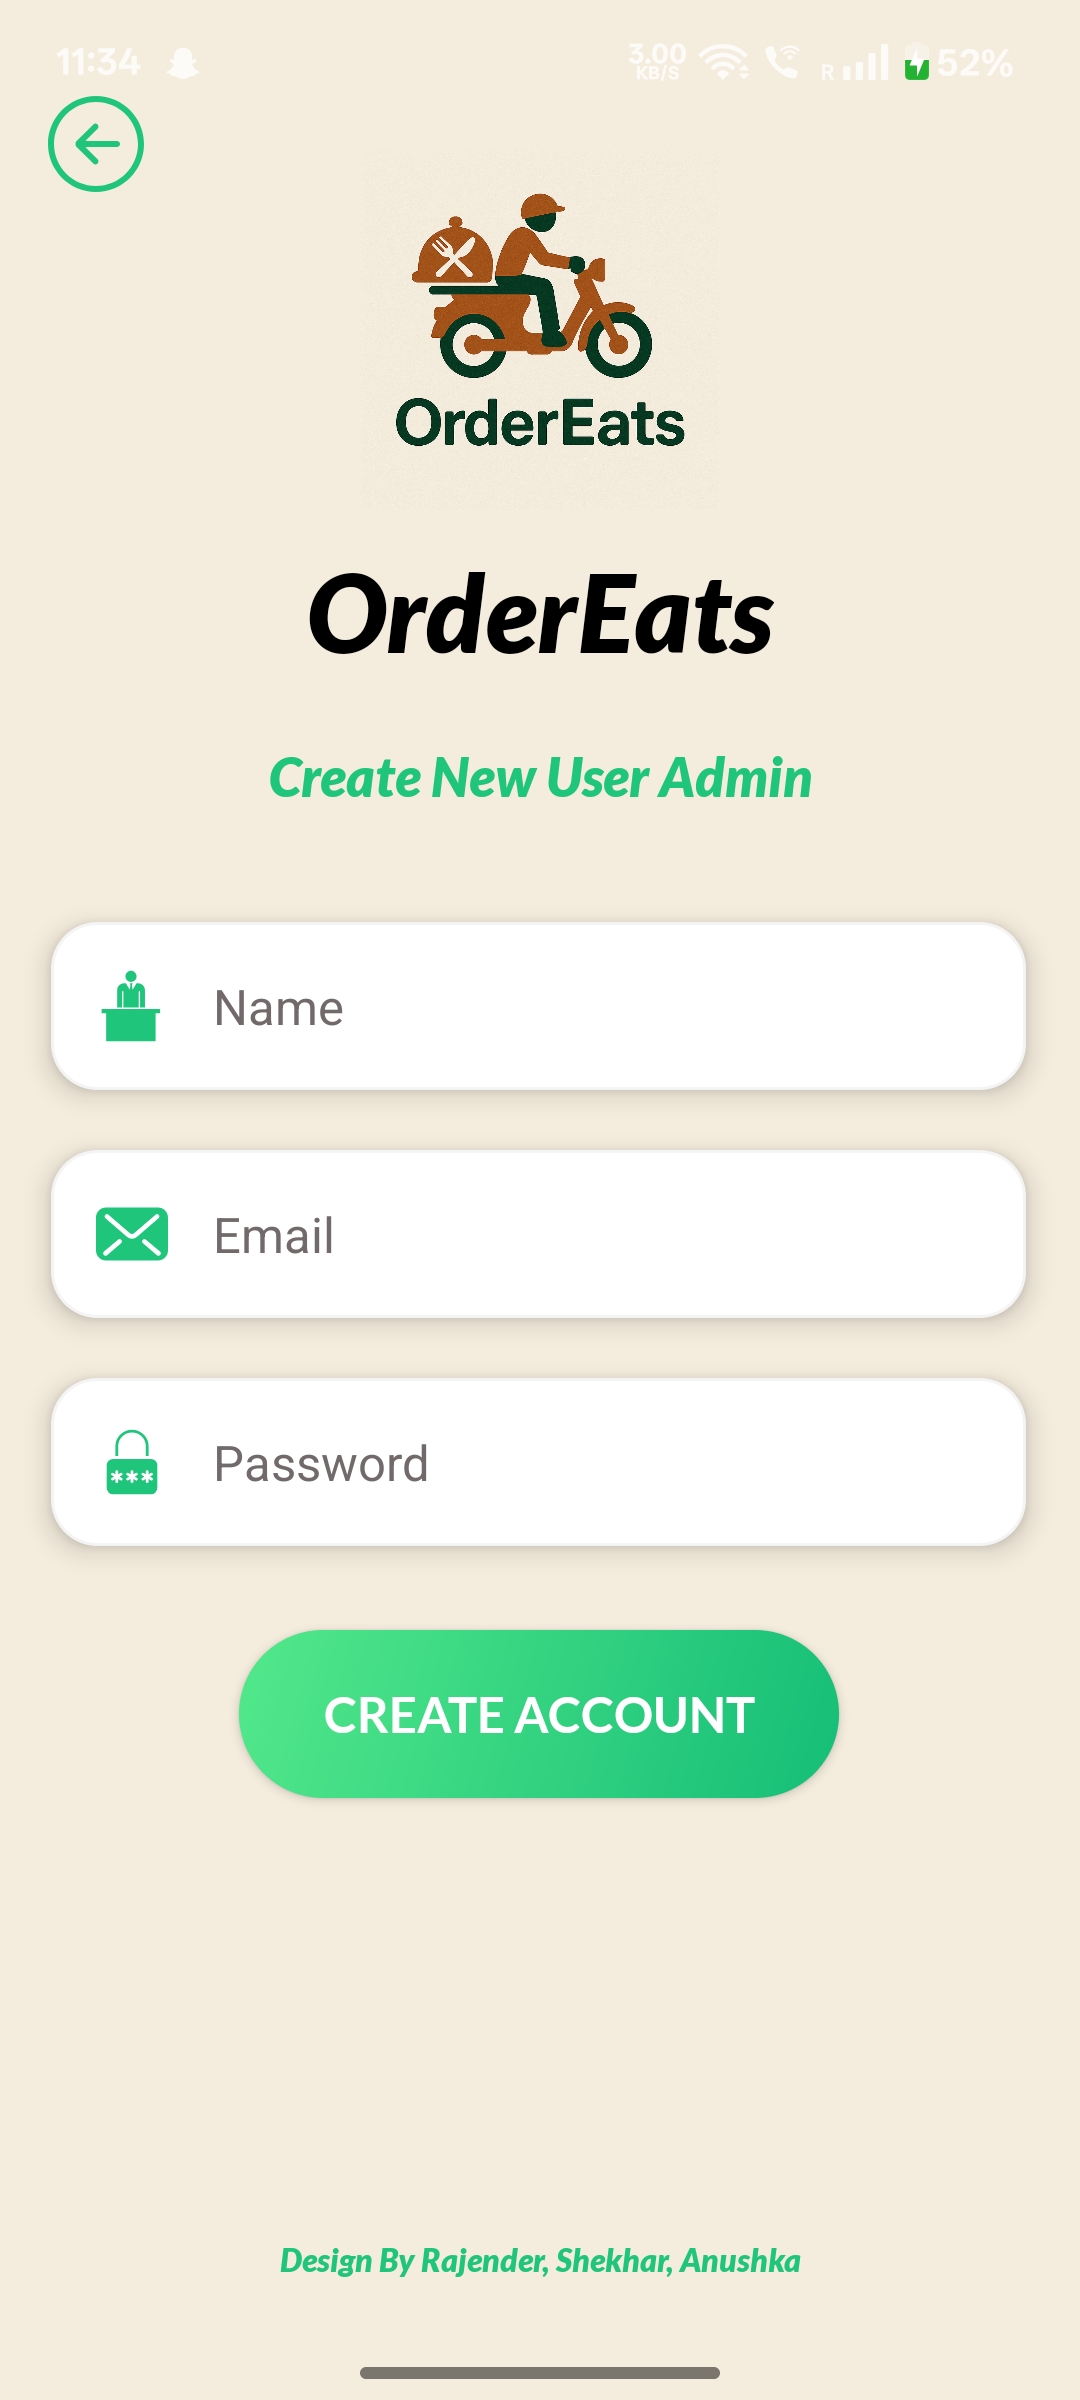 11:34 3.00 KB/S R 52%
OrderEats
OrderEats
Create New User Admin
Name
Email
Password
CREATE ACCOUNT
Design By Rajender, Shekhar, Anushka